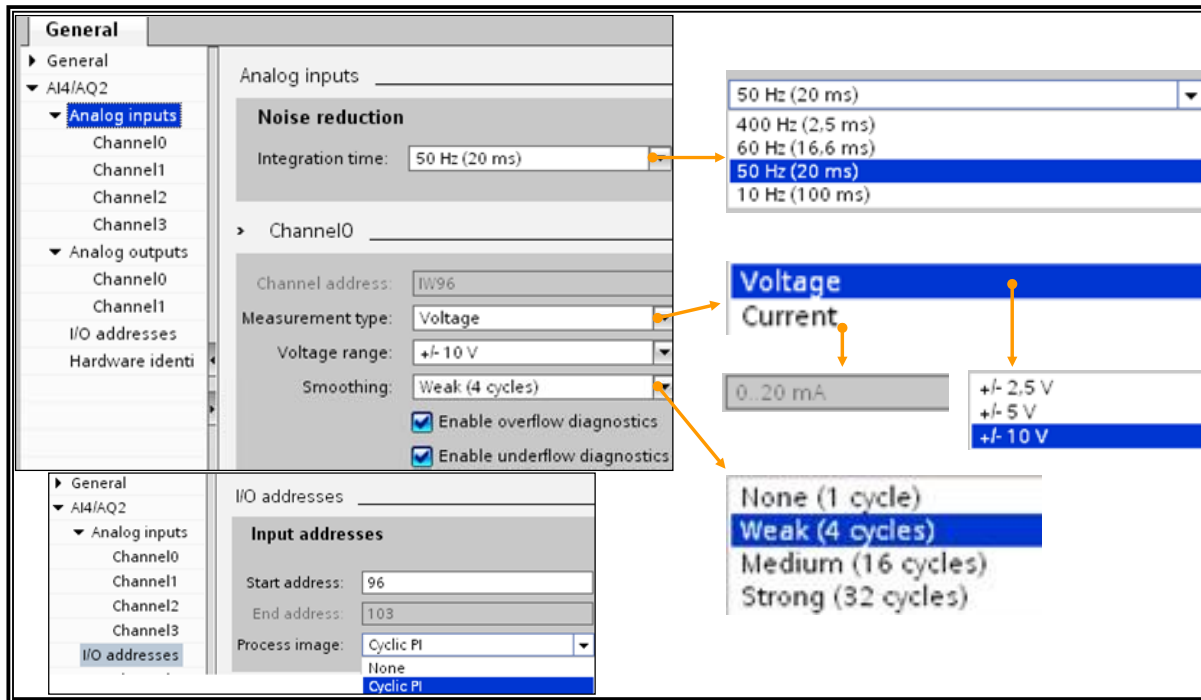 General
General
AI4/AQ2
Analog inputs
Channel0
Channel1
Channel2
Channel3
Analog outputs
Channel0
Channel1
I/O addresses
Hardware identi
Analog inputs
Noise reduction
Integration time: 50 Hz (20 ms)
Channel0
Channel address: IW96
Measurement type: Voltage
Voltage range: +/- 10 V
Smoothing: Weak (4 cycles)
Enable overflow diagnostics
Enable underflow diagnostics
50 Hz (20 ms)
400 Hz (2,5 ms)
60 Hz (16,6 ms)
50 Hz (20 ms)
10 Hz (100 ms)
Voltage
Current
0..20 mA
+/- 2,5 V
+/- 5 V
+/- 10 V
None (1 cycle)
Weak (4 cycles)
Medium (16 cycles)
Strong (32 cycles)
General
AI4/AQ2
Analog inputs
Channel0
Channel1
Channel2
Channel3
I/O addresses
I/O addresses
Input addresses
Start address: 96
End address: 103
Process image: Cyclic PI
None
Cyclic PI